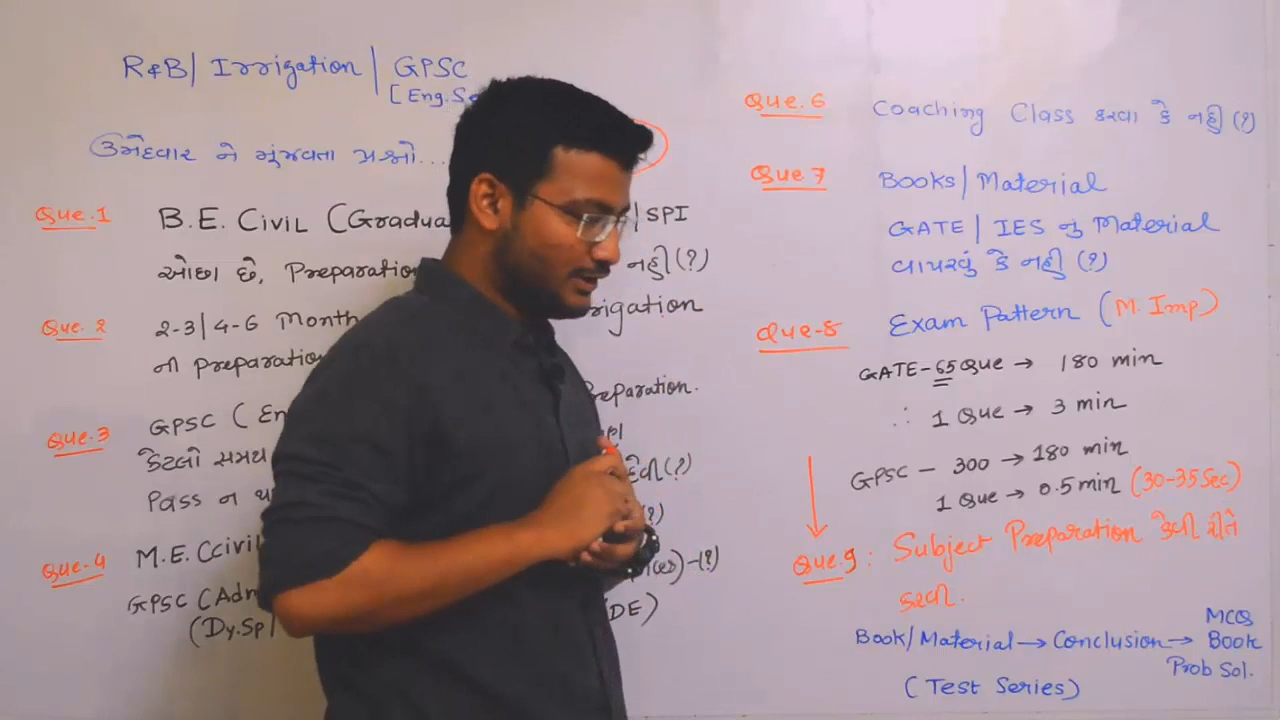 R&B | Irrigation | GPSC
[Eng.Se
ઉમેદવાર ને મૂંઝવતા પ્રશ્નો...
Que.1 B.E. Civil (Gradua /SPI
ઓછા છે, Preparation નહીં (?)
Que. 2 2-3 | 4-6 Month rigation
ની Preparation Preparation.
Que.3 GPSC ( En
કેટલો સમય દેવી (?)
Pass ન થ (?)
Que-4 M.E. (civil ices) - (?)
GPSC (Adm
(Dy.Sp / DE)
Que.6 Coaching Class કરવા કે નહીં (?)
Que 7 Books/Material
GATE | IES નું Material
વાપરવું કે નહીં (?)
Que-8 Exam Pattern (M.Imp)
GATE-65 Que → 180 min
∴ 1 Que → 3 min
GPSC - 300 → 180 min
1 Que → 0.5 min (30-35 Sec)
Que.9 : Subject Preparation કેવી રીતે
કરવી.
Book/Material → Conclusion → MCQ Book
Prob Sol.
(Test Series)